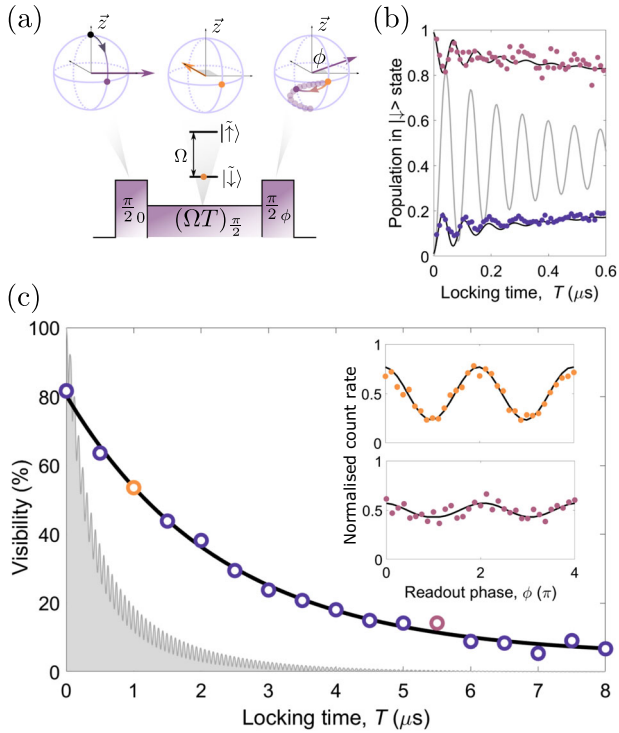 (a)
z⃗
z⃗
z⃗
ϕ
Ω
|↑̃⟩
|↓̃⟩
π/2 0
(ΩT)π/2
π/2 ϕ
(b)
Population in |↓> state
1
0.8
0.6
0.4
0.2
0
0
0.2
0.4
0.6
Locking time, T (μs)
(c)
Visibility (%)
100
80
60
40
20
0
0
1
2
3
4
5
6
7
8
Locking time, T (μs)
Normalised count rate
1
0.5
0
1
0.5
0
0
2
4
Readout phase, ϕ (π)